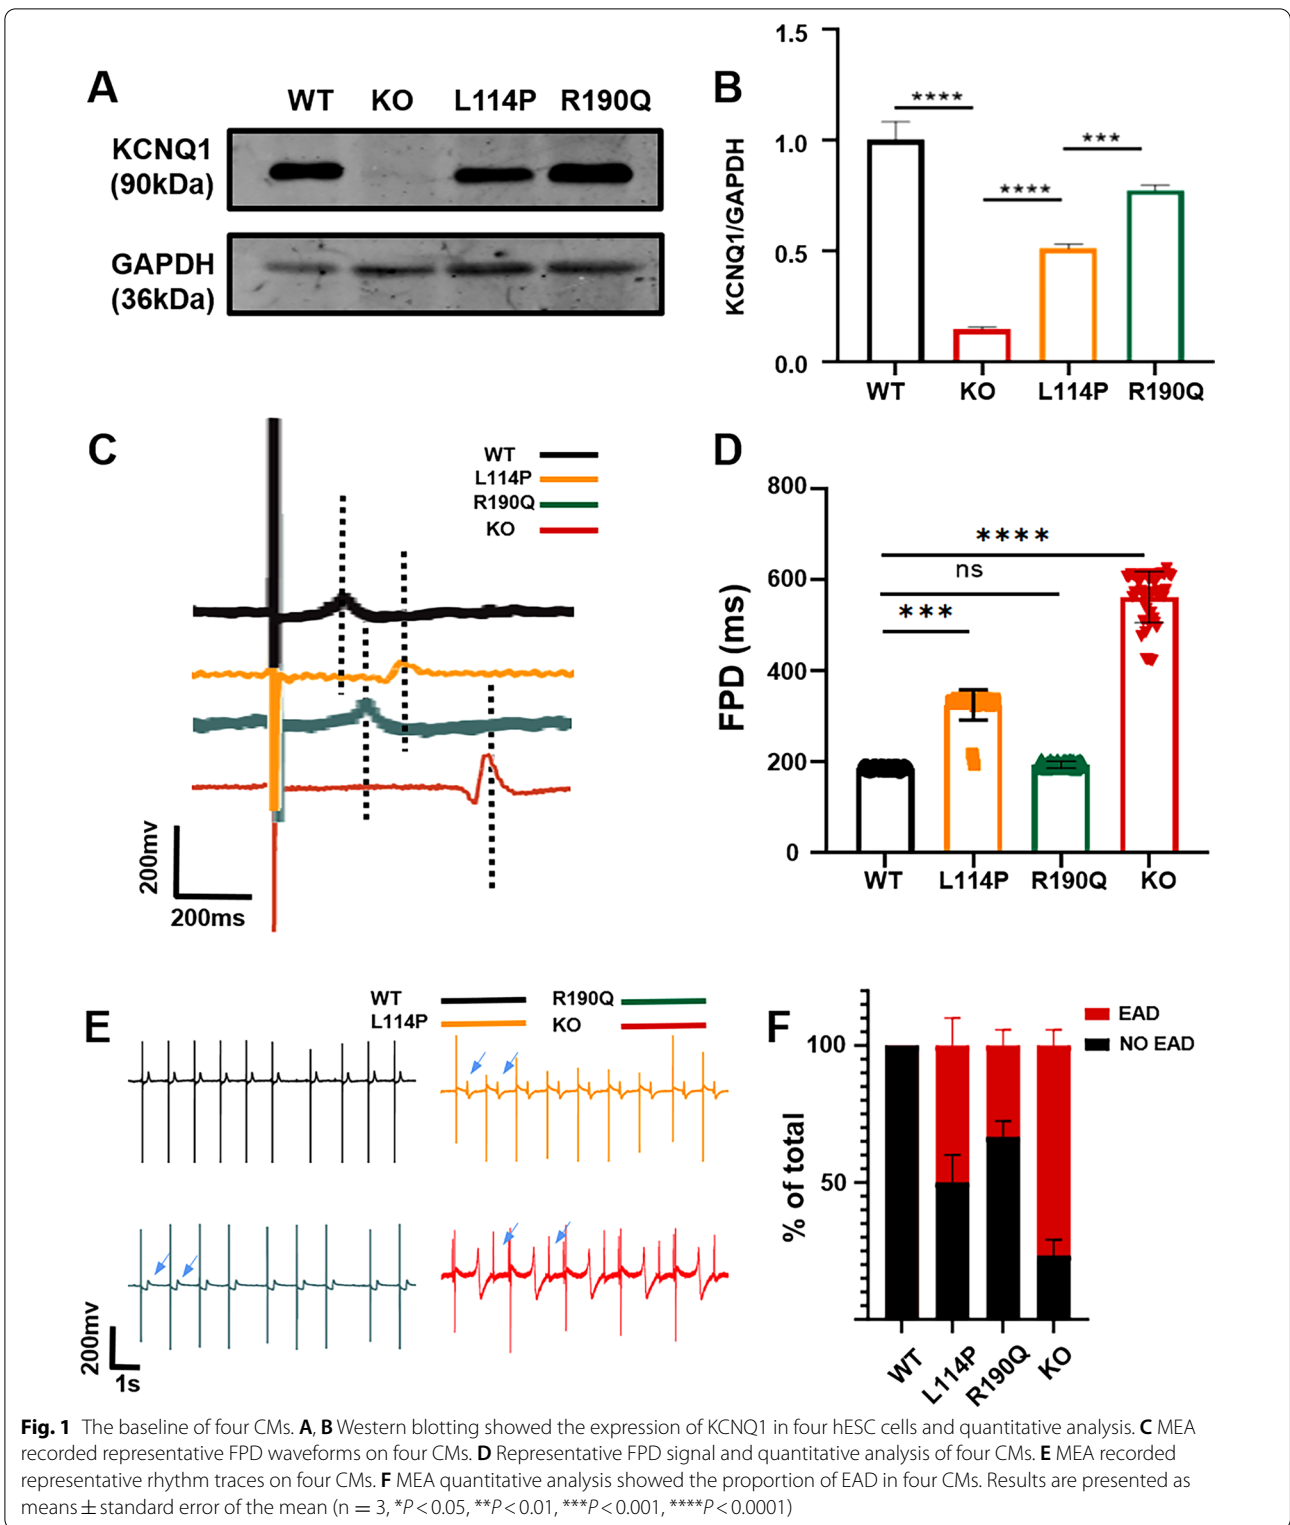 A
WT KO L114P R190Q
KCNQ1
(90kDa)
GAPDH
(36kDa)
B
KCNQ1/GAPDH
1.5
1.0
0.5
0.0
****
****
***
WT KO L114P R190Q
C
WT
L114P
R190Q
KO
200mv
200ms
D
FPD (ms)
800
600
400
200
0
****
ns
***
WT L114P R190Q KO
E
WT
L114P
R190Q
KO
200mv
1s
F
% of total
100
50
EAD
NO EAD
WT L114P R190Q KO
Fig. 1 The baseline of four CMs. A, B Western blotting showed the expression of KCNQ1 in four hESC cells and quantitative analysis. C MEA
recorded representative FPD waveforms on four CMs. D Representative FPD signal and quantitative analysis of four CMs. E MEA recorded
representative rhythm traces on four CMs. F MEA quantitative analysis showed the proportion of EAD in four CMs. Results are presented as
means ± standard error of the mean (n = 3, *P < 0.05, **P < 0.01, ***P < 0.001, ****P < 0.0001)